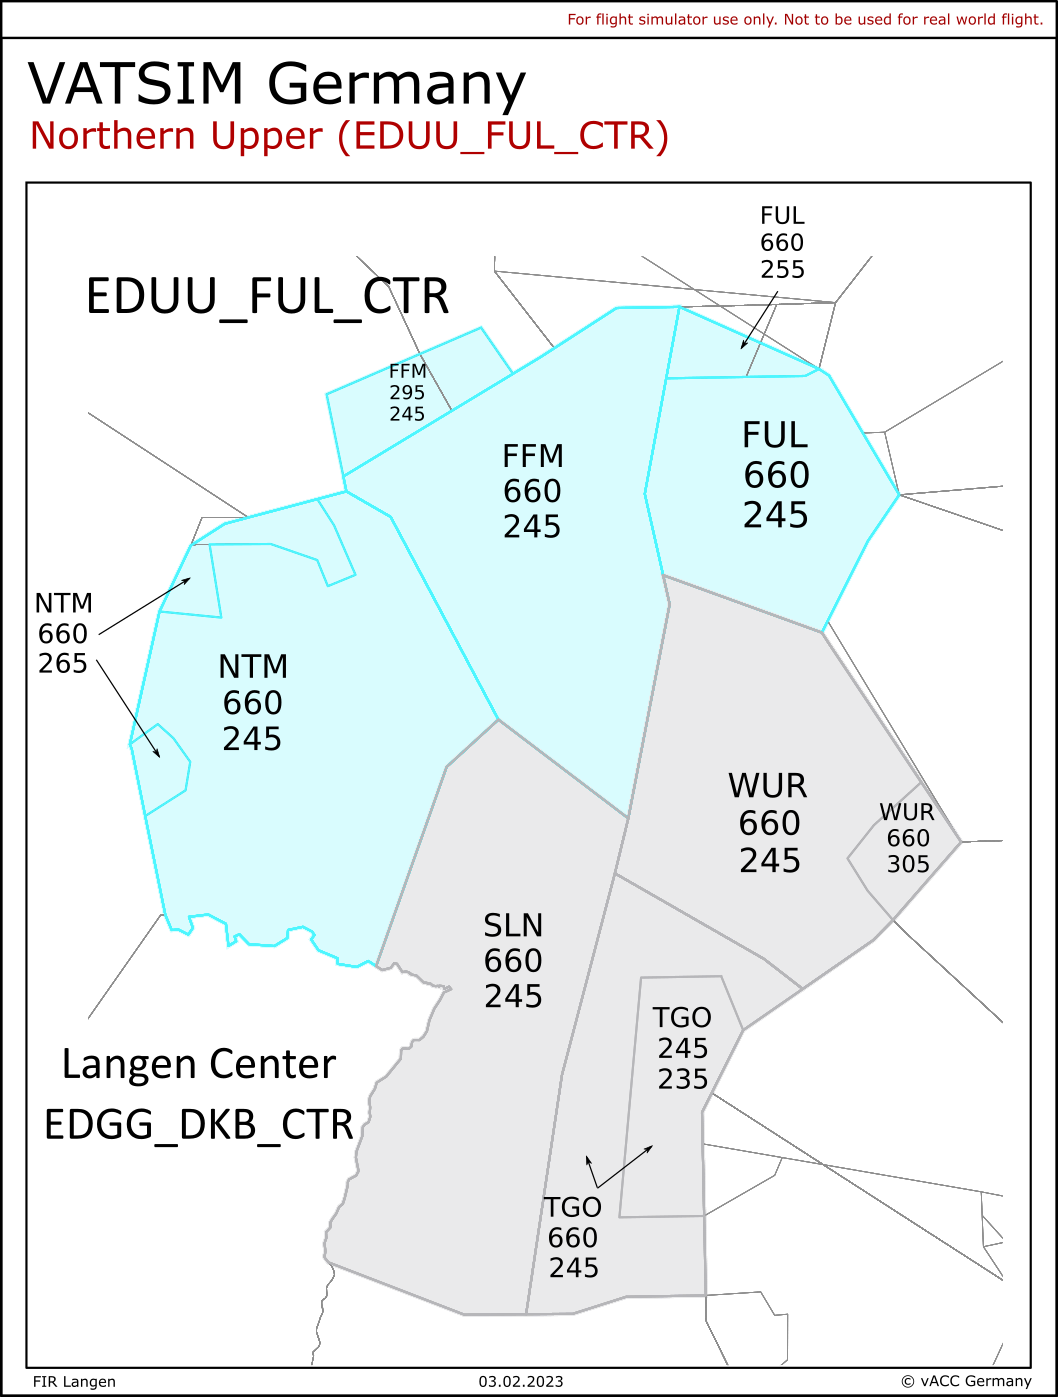 For flight simulator use only. Not to be used for real world flight.
VATSIM Germany
Northern Upper (EDUU_FUL_CTR)
FUL
660
255
EDUU_FUL_CTR
FFM
295
245
FUL
660
245
FFM
660
245
NTM
660
265
NTM
660
245
WUR
660
245
WUR
660
305
SLN
660
245
TGO
245
235
Langen Center
EDGG_DKB_CTR
TGO
660
245
FIR Langen
03.02.2023
© vACC Germany